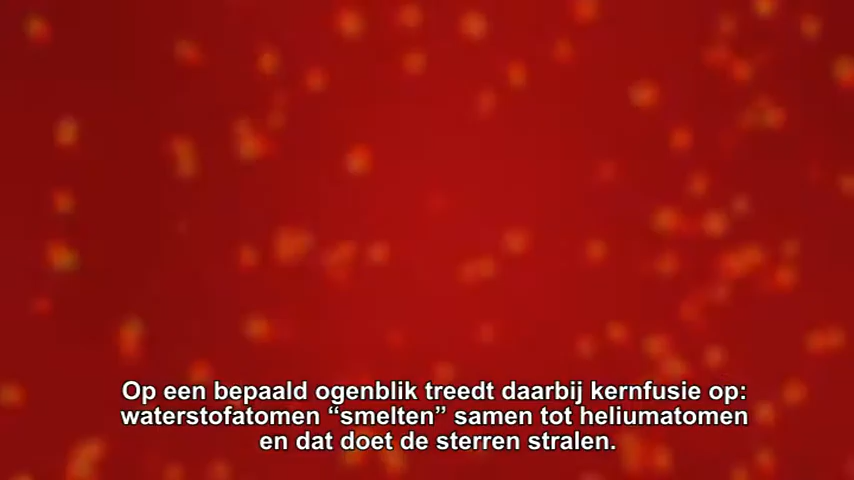 Op een bepaald ogenblik treedt daarbij kernfusie op:
waterstofatomen “smelten” samen tot heliumatomen
en dat doet de sterren stralen.